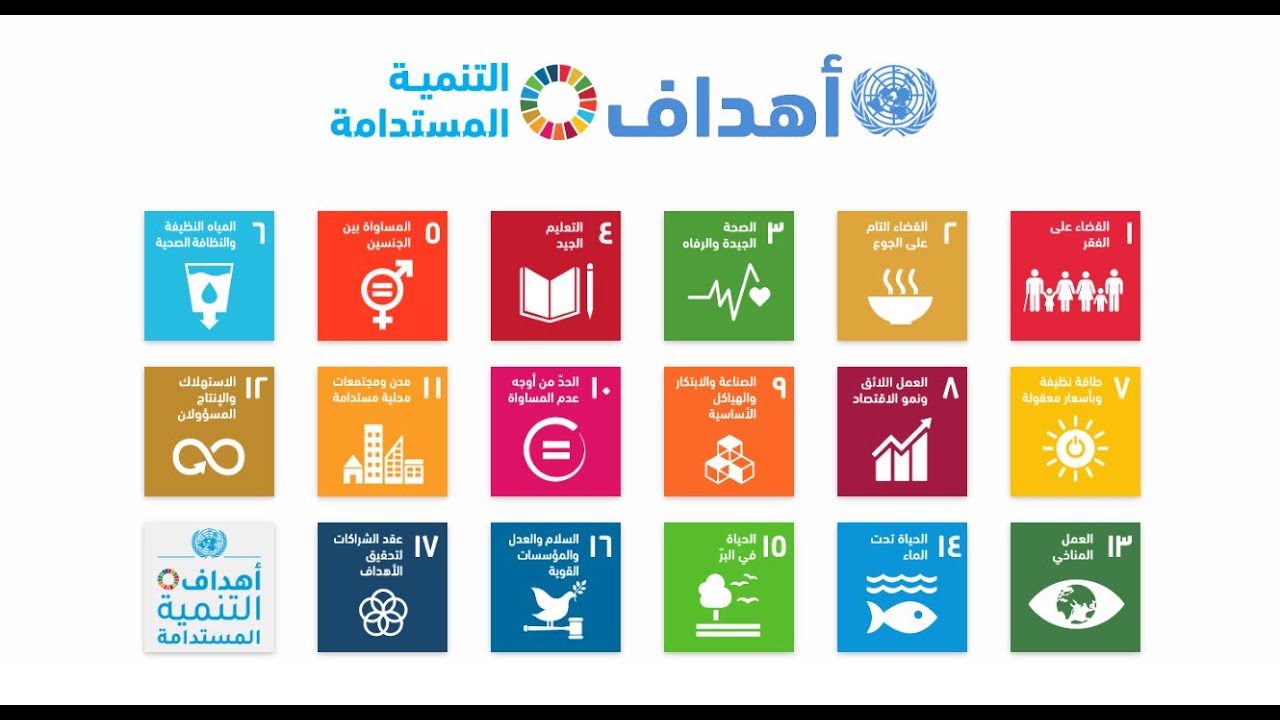 أهداف
التنمية
المستدامة
١
القضاء على
الفقر
٢
القضاء التام
على الجوع
٣
الصحة
الجيدة والرفاه
٤
التعليم
الجيد
٥
المساواة بين
الجنسين
٦
المياه النظيفة
والنظافة الصحية
٧
طاقة نظيفة
وبأسعار معقولة
٨
العمل اللائق
ونمو الاقتصاد
٩
الصناعة والابتكار
والهياكل
الأساسية
١٠
الحدّ من أوجه
عدم المساواة
١١
مدن ومجتمعات
محلية مستدامة
١٢
الاستهلاك
والإنتاج
المسؤولان
١٣
العمل
المناخي
١٤
الحياة تحت
الماء
١٥
الحياة
في البرّ
١٦
السلام والعدل
والمؤسسات
القوية
١٧
عقد الشراكات
لتحقيق
الأهداف
أهداف
التنمية
المستدامة